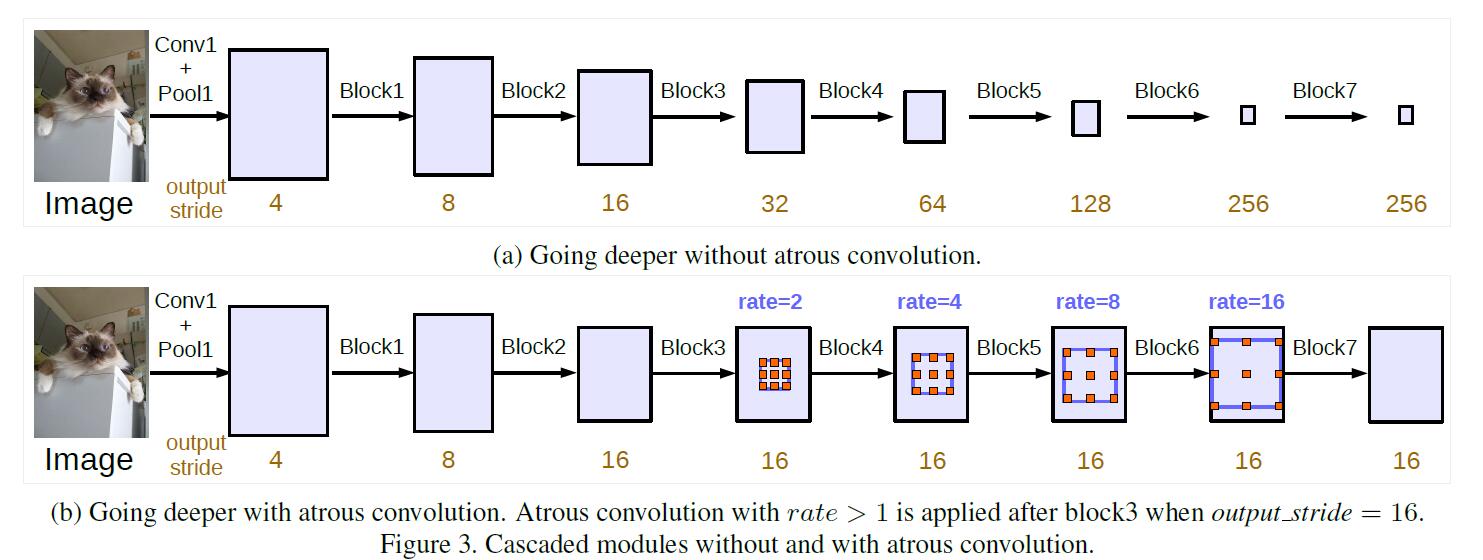 Conv1
+
Pool1
Block1
Block2
Block3
Block4
Block5
Block6
Block7
Image
output
stride
4
8
16
32
64
128
256
256
(a) Going deeper without atrous convolution.
rate=2
rate=4
rate=8
rate=16
Conv1
+
Pool1
Block1
Block2
Block3
Block4
Block5
Block6
Block7
Image
output
stride
4
8
16
16
16
16
16
16
(b) Going deeper with atrous convolution. Atrous convolution with rate > 1 is applied after block3 when output_stride = 16.
Figure 3. Cascaded modules without and with atrous convolution.